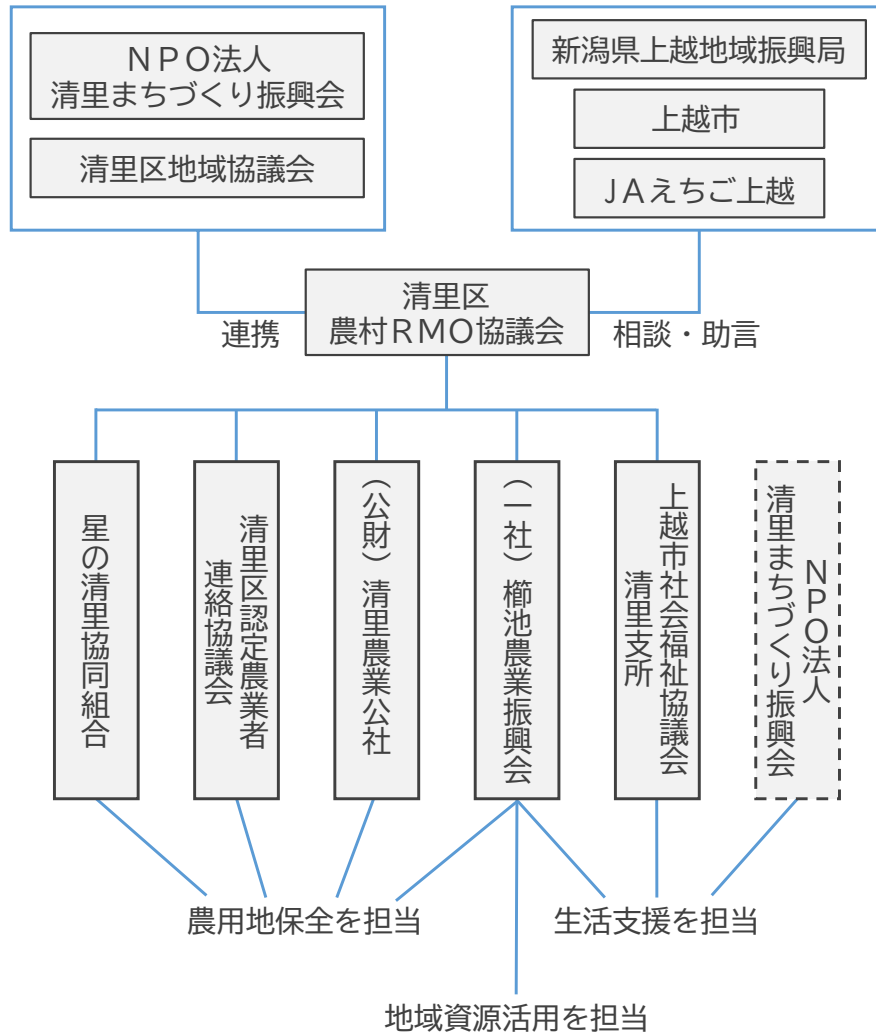 ＮＰＯ法人
清里まちづくり振興会
清里区地域協議会
新潟県上越地域振興局
上越市
ＪＡえちご上越
清里区
農村ＲＭＯ協議会
連携
相談・助言
星の清里協同組合
清里区認定農業者
連絡協議会
（公財）清里農業公社
（一社）櫛池農業振興会
上越市社会福祉協議会
清里支所
ＮＰＯ法人
清里まちづくり振興会
農用地保全を担当
生活支援を担当
地域資源活用を担当